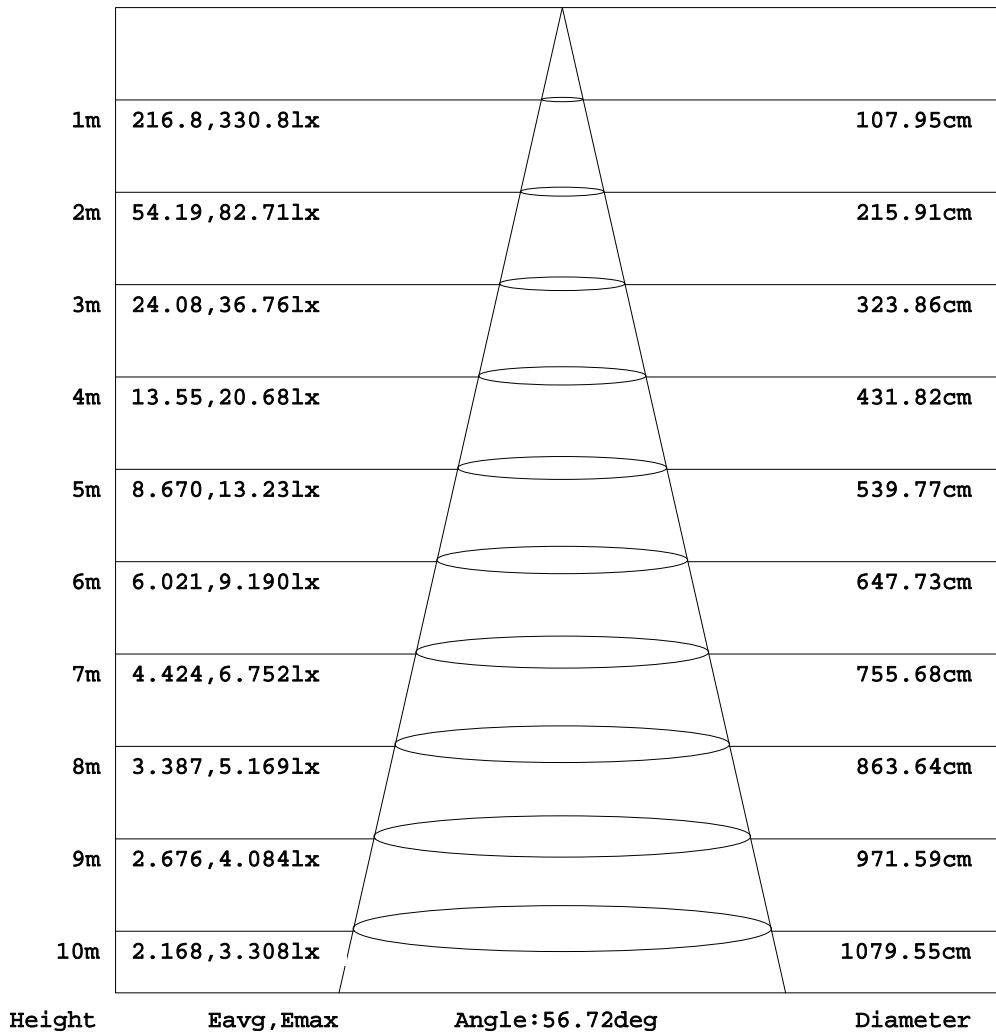 1m 216.8,330.8lx 107.95cm
2m 54.19,82.71lx 215.91cm
3m 24.08,36.76lx 323.86cm
4m 13.55,20.68lx 431.82cm
5m 8.670,13.23lx 539.77cm
6m 6.021,9.190lx 647.73cm
7m 4.424,6.752lx 755.68cm
8m 3.387,5.169lx 863.64cm
9m 2.676,4.084lx 971.59cm
10m 2.168,3.308lx 1079.55cm
Height Eavg,Emax Angle:56.72deg Diameter